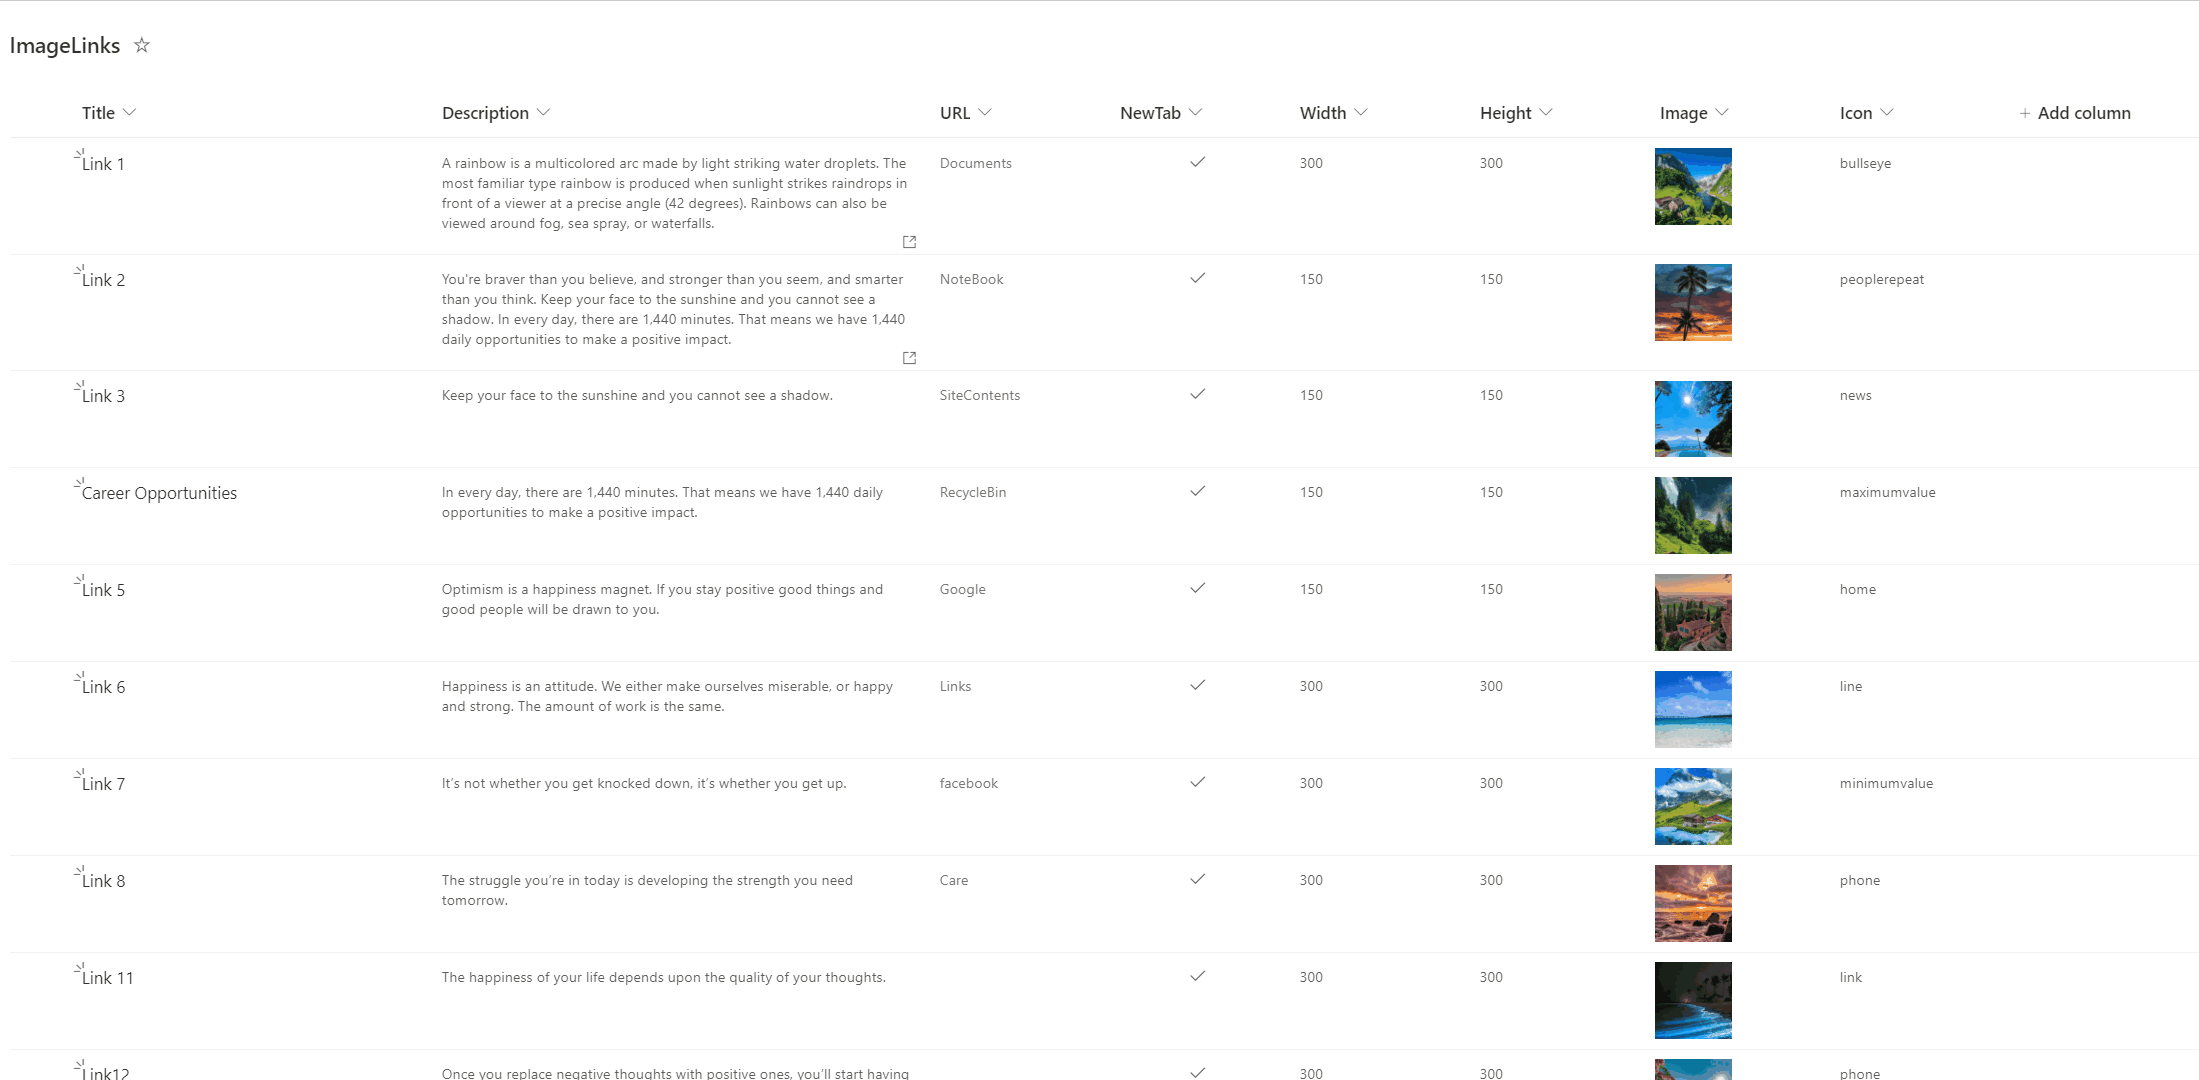 ImageLinks
Title Description URL NewTab Width Height Image Icon + Add column
Link 1 A rainbow is a multicolored arc made by light striking water droplets. The Documents 300 300 bullseye
most familiar type rainbow is produced when sunlight strikes raindrops in
front of a viewer at a precise angle (42 degrees). Rainbows can also be
viewed around fog, sea spray, or waterfalls.
Link 2 You're braver than you believe, and stronger than you seem, and smarter NoteBook 150 150 peoplerepeat
than you think. Keep your face to the sunshine and you cannot see a
shadow. In every day, there are 1,440 minutes. That means we have 1,440
daily opportunities to make a positive impact.
Link 3 Keep your face to the sunshine and you cannot see a shadow. SiteContents 150 150 news
Career Opportunities In every day, there are 1,440 minutes. That means we have 1,440 daily RecycleBin 150 150 maximumvalue
opportunities to make a positive impact.
Link 5 Optimism is a happiness magnet. If you stay positive good things and Google 150 150 home
good people will be drawn to you.
Link 6 Happiness is an attitude. We either make ourselves miserable, or happy Links 300 300 line
and strong. The amount of work is the same.
Link 7 It’s not whether you get knocked down, it’s whether you get up. facebook 300 300 minimumvalue
Link 8 The struggle you’re in today is developing the strength you need Care 300 300 phone
tomorrow.
Link 11 The happiness of your life depends upon the quality of your thoughts. 300 300 link
Link12 Once you replace negative thoughts with positive ones, you’ll start having 300 300 phone